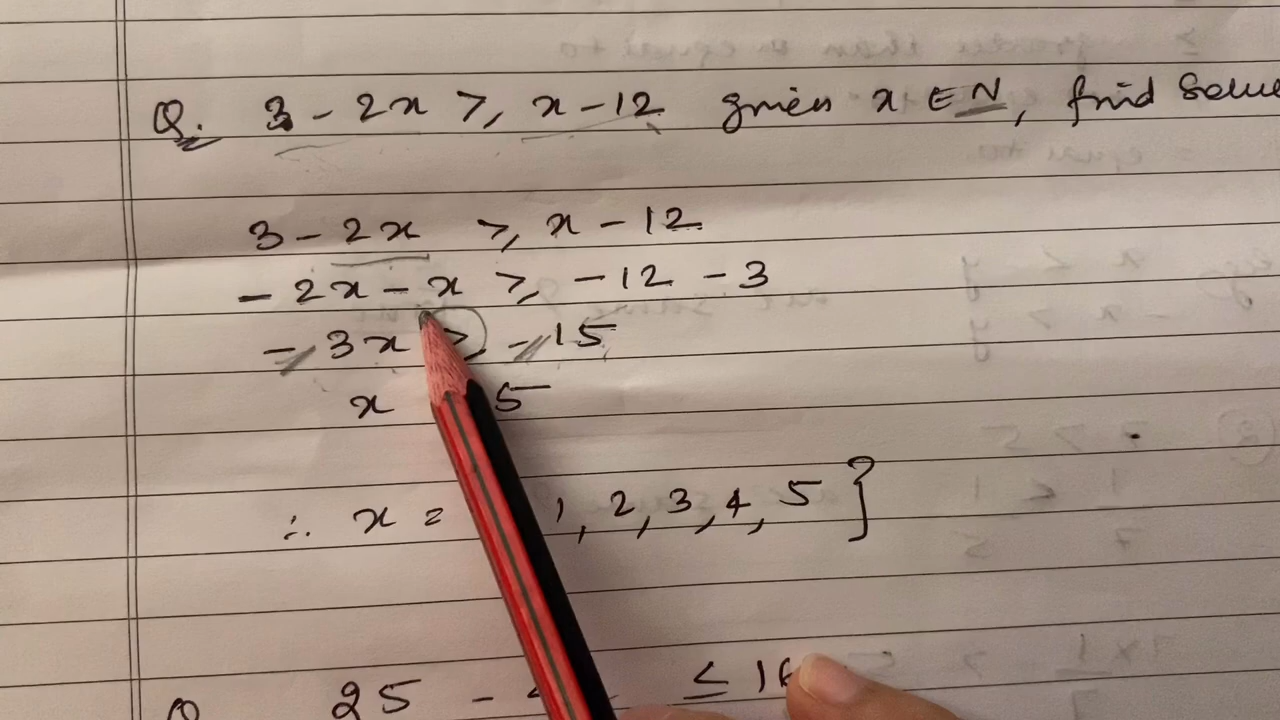 Q. 3 - 2x ≥ x - 12 given x ∈ N, find
3 - 2x ≥ x - 12
- 2x - x ≥ - 12 - 3
- 3x ≥ - 15
x 5
∴ x = 1, 2, 3, 4, 5 }
Q 25 - ≤ 16